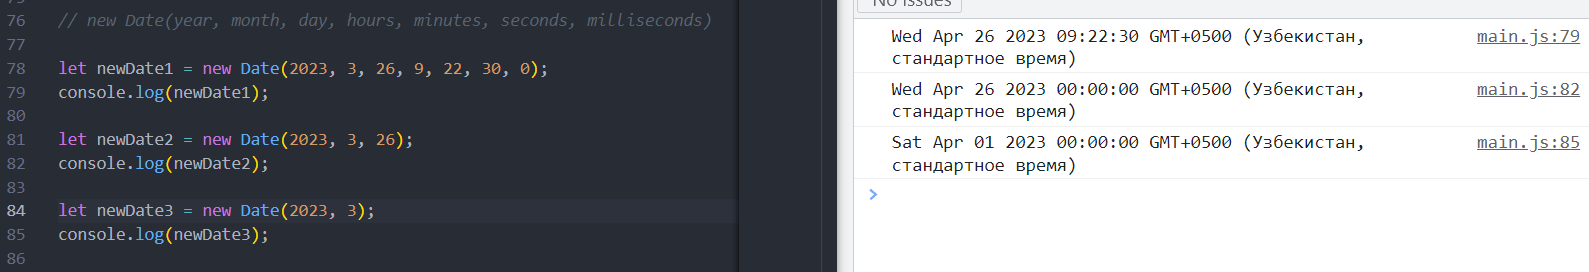 76 // new Date(year, month, day, hours, minutes, seconds, milliseconds)
77
78 let newDate1 = new Date(2023, 3, 26, 9, 22, 30, 0);
79 console.log(newDate1);
80
81 let newDate2 = new Date(2023, 3, 26);
82 console.log(newDate2);
83
84 let newDate3 = new Date(2023, 3);
85 console.log(newDate3);
86
No Issues
Wed Apr 26 2023 09:22:30 GMT+0500 (Узбекистан, main.js:79
стандартное время)
Wed Apr 26 2023 00:00:00 GMT+0500 (Узбекистан, main.js:82
стандартное время)
Sat Apr 01 2023 00:00:00 GMT+0500 (Узбекистан, main.js:85
стандартное время)
>